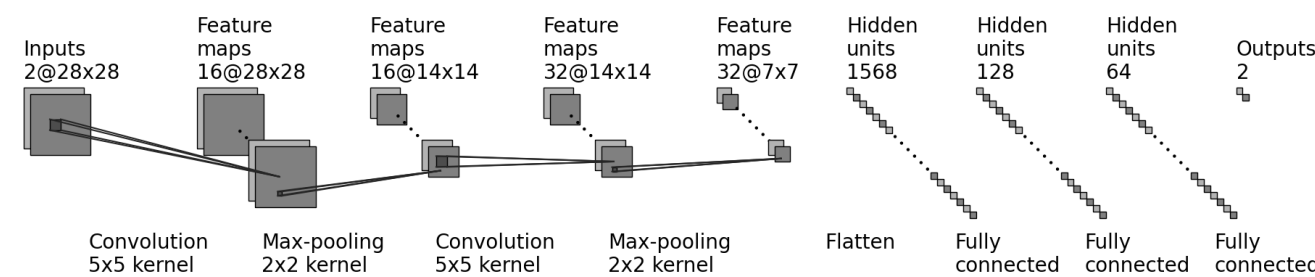 Inputs
2@28x28
Feature
maps
16@28x28
Feature
maps
16@14x14
Feature
maps
32@14x14
Feature
maps
32@7x7
Hidden
units
1568
Hidden
units
128
Hidden
units
64
Outputs
2
Convolution
5x5 kernel
Max-pooling
2x2 kernel
Convolution
5x5 kernel
Max-pooling
2x2 kernel
Flatten
Fully
connected
Fully
connected
Fully
connected